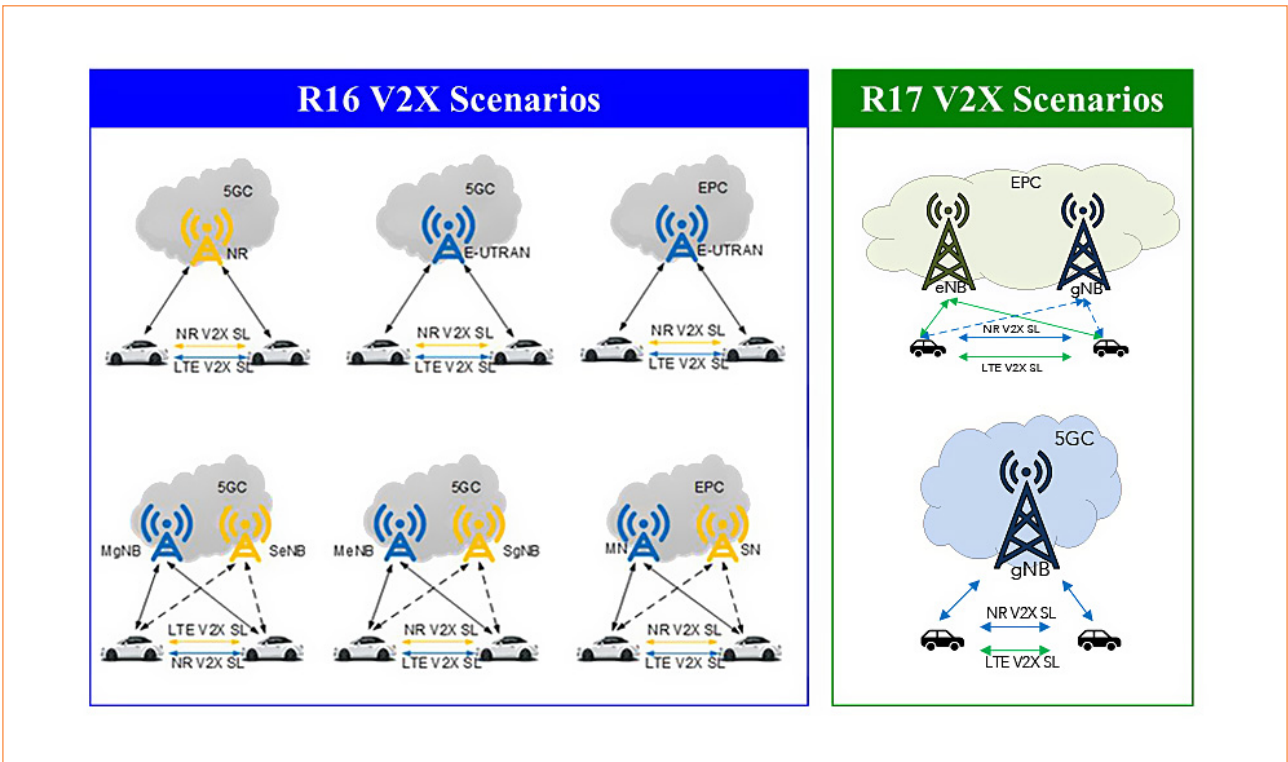 R16 V2X Scenarios
5GC
NR
NR V2X SL
LTE V2X SL
5GC
E-UTRAN
NR V2X SL
LTE V2X SL
EPC
E-UTRAN
NR V2X SL
LTE V2X SL
5GC
MgNB
SeNB
LTE V2X SL
NR V2X SL
5GC
MeNB
SgNB
NR V2X SL
LTE V2X SL
EPC
MN
SN
NR V2X SL
LTE V2X SL
R17 V2X Scenarios
EPC
eNB
gNB
NR V2X SL
LTE V2X SL
5GC
gNB
NR V2X SL
LTE V2X SL